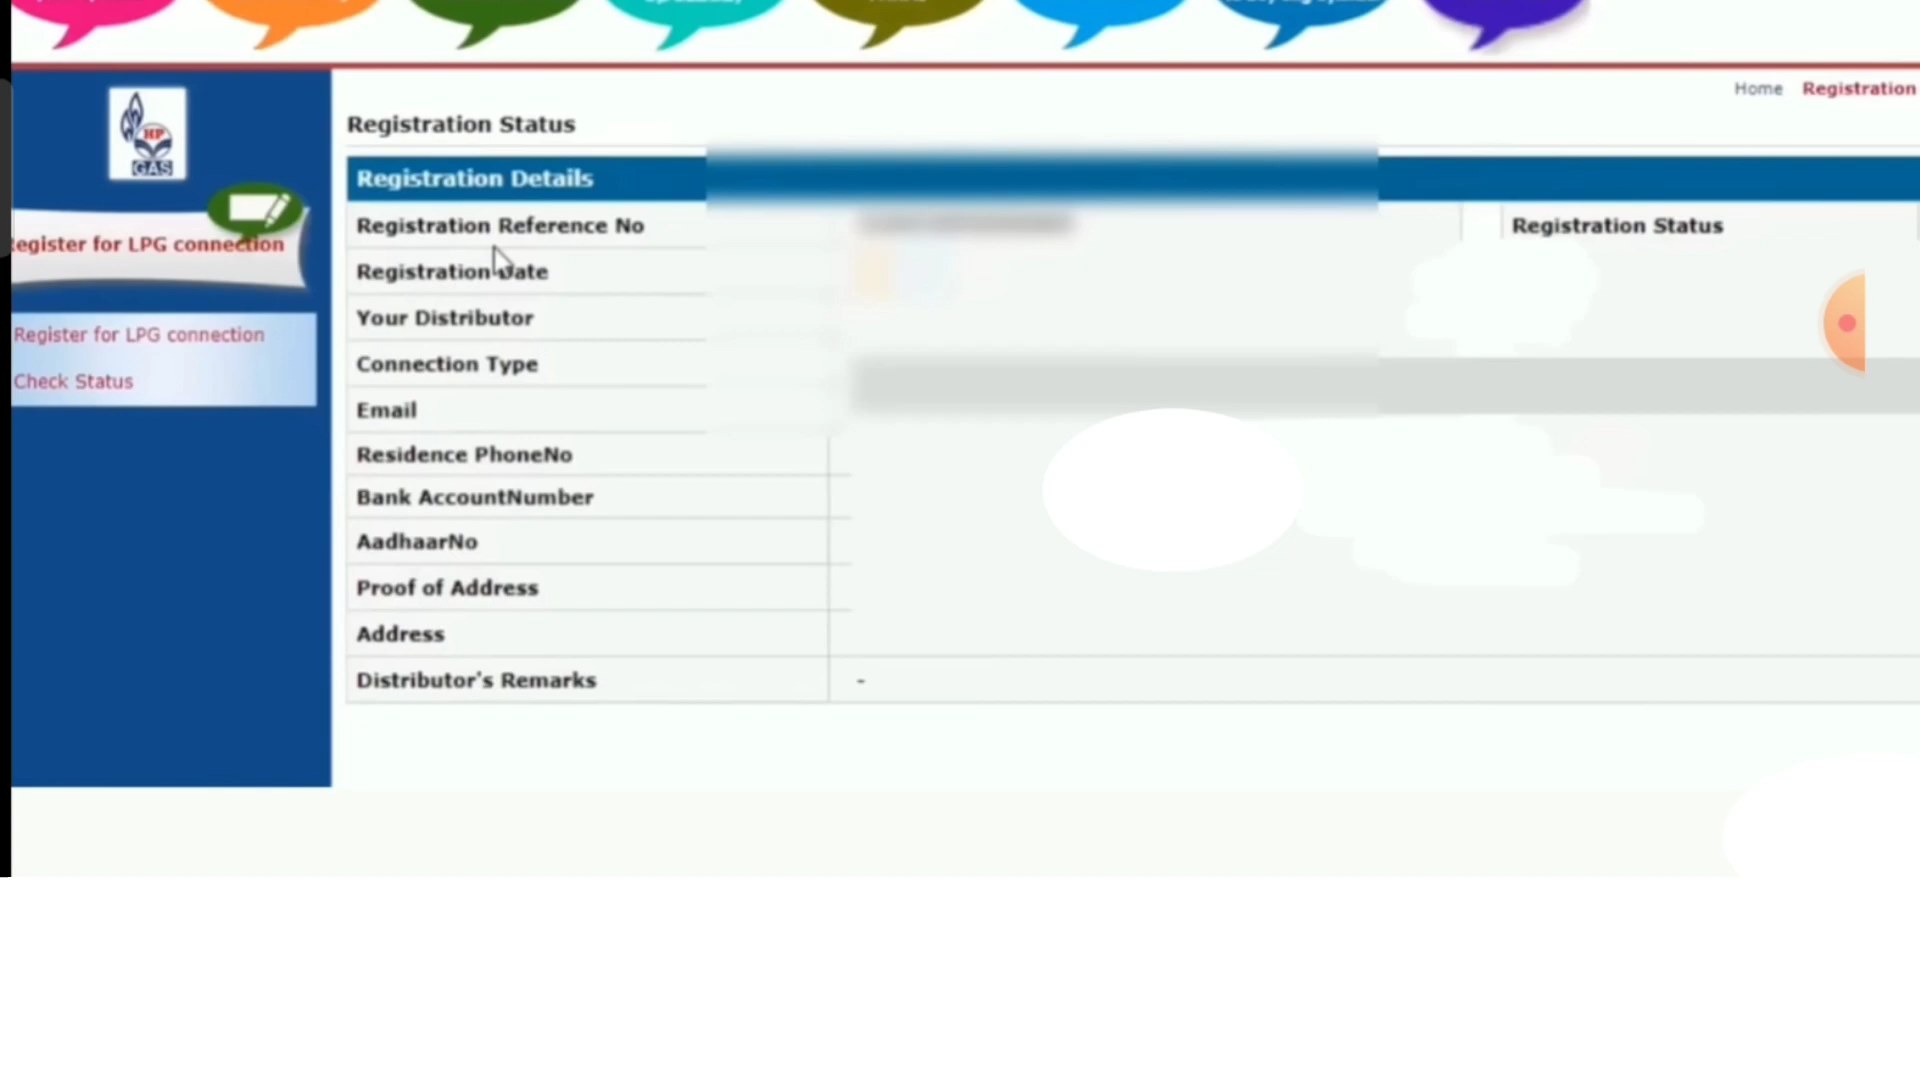 Home Registration
HP
GAS
Registration Status
Registration Details
Registration Reference No
Registration Status
Register for LPG connection
Registration Date
Your Distributor
Register for LPG connection
Connection Type
Check Status
Email
Residence PhoneNo
Bank AccountNumber
AadhaarNo
Proof of Address
Address
Distributor's Remarks -